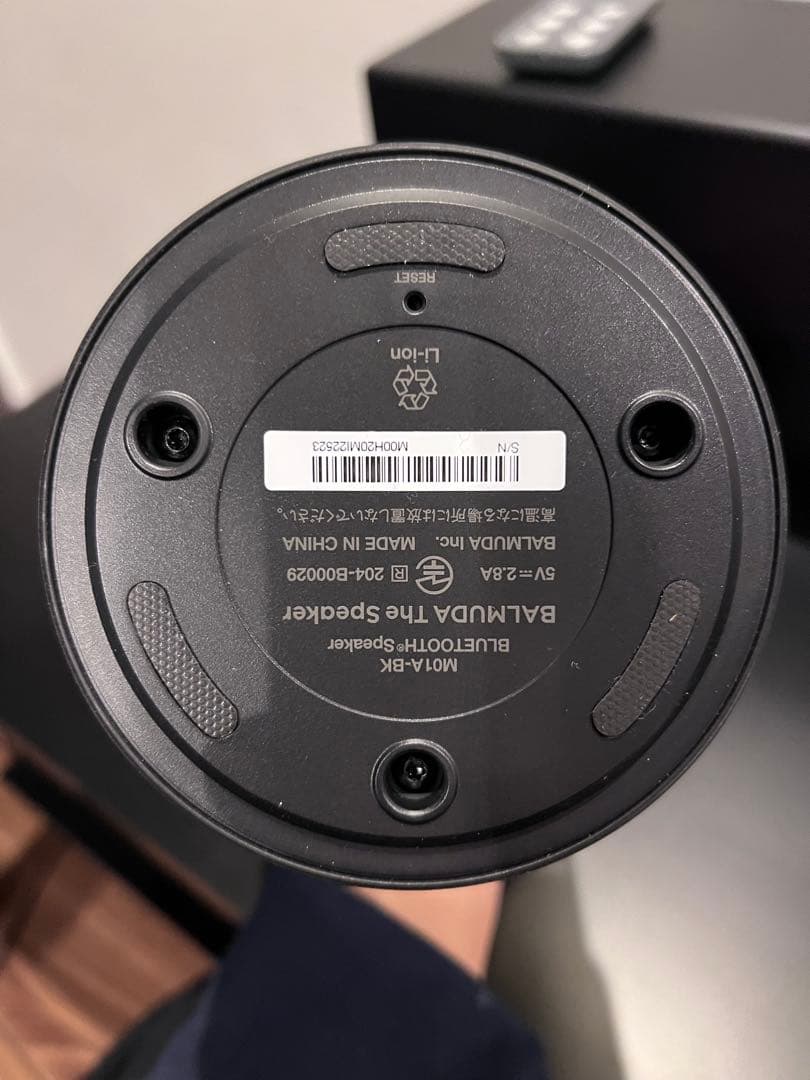 M01A-BK
BLUETOOTH® Speaker
BALMUDA The Speaker
5V⎓2.8A R 204-B00029
BALMUDA Inc. MADE IN CHINA
高温になる場所には放置しないでください。
S/N M00H20MI22523
Li-ion
RESET